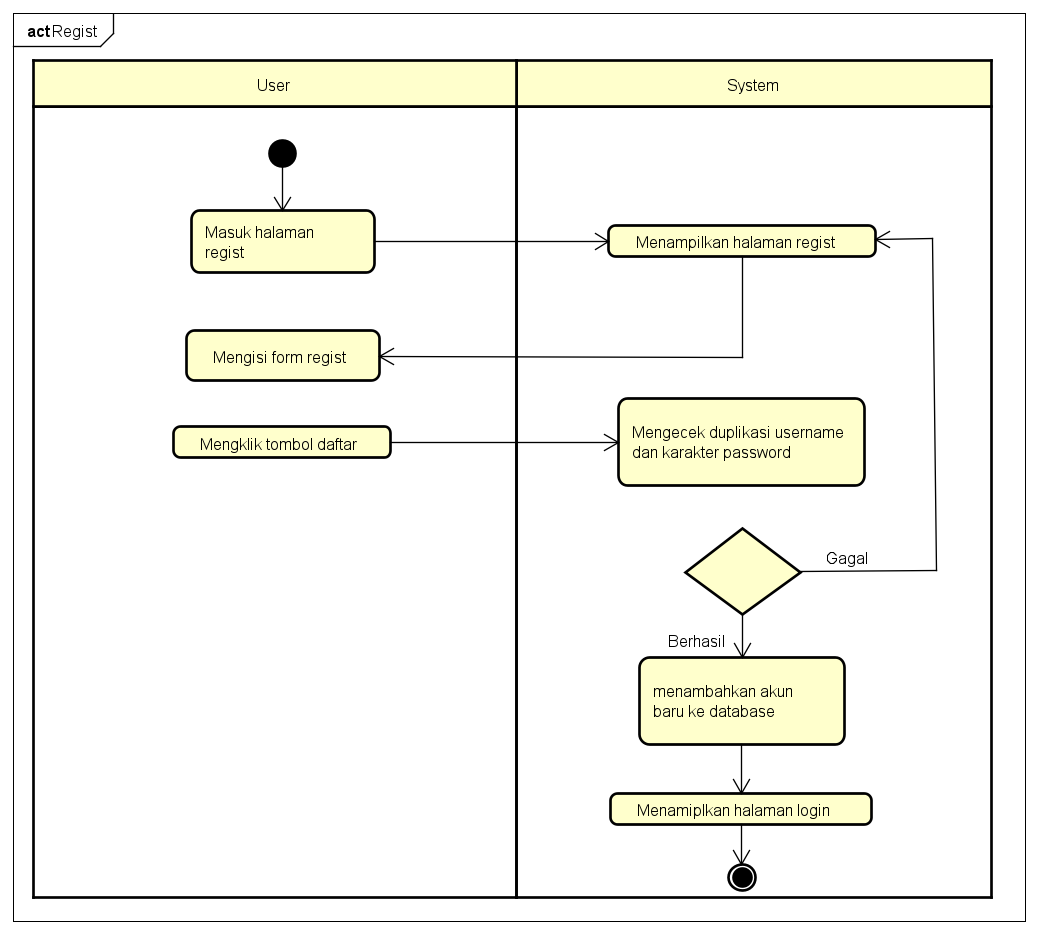 act Regist
User
System
Masuk halaman
regist
Menampilkan halaman regist
Mengisi form regist
Mengklik tombol daftar
Mengecek duplikasi username
dan karakter password
Gagal
Berhasil
menambahkan akun
baru ke database
Menamiplkan halaman login